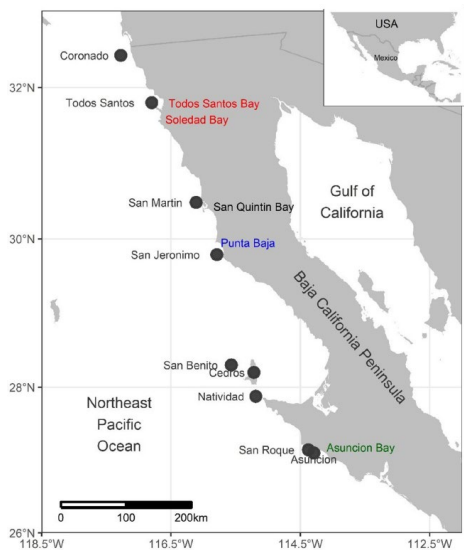 USA
Mexico
Coronado
32°N
Todos Santos
Todos Santos Bay
Soledad Bay
San Martin
San Quintin Bay
Gulf of
California
30°N
Punta Baja
San Jeronimo
Baja California Peninsula
San Benito
Cedros
28°N
Natividad
Northeast
Pacific
Ocean
San Roque
Asuncion Bay
Asuncion
0 100 200km
26°N
118.5°W 116.5°W 114.5°W 112.5°W